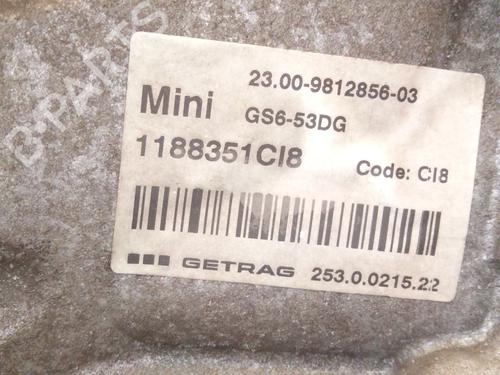 B-PARTS
23.00-9812856-03
Mini
GS6-53DG
1188351CI8
Code: CI8
GETRAG
253.0.0215.22